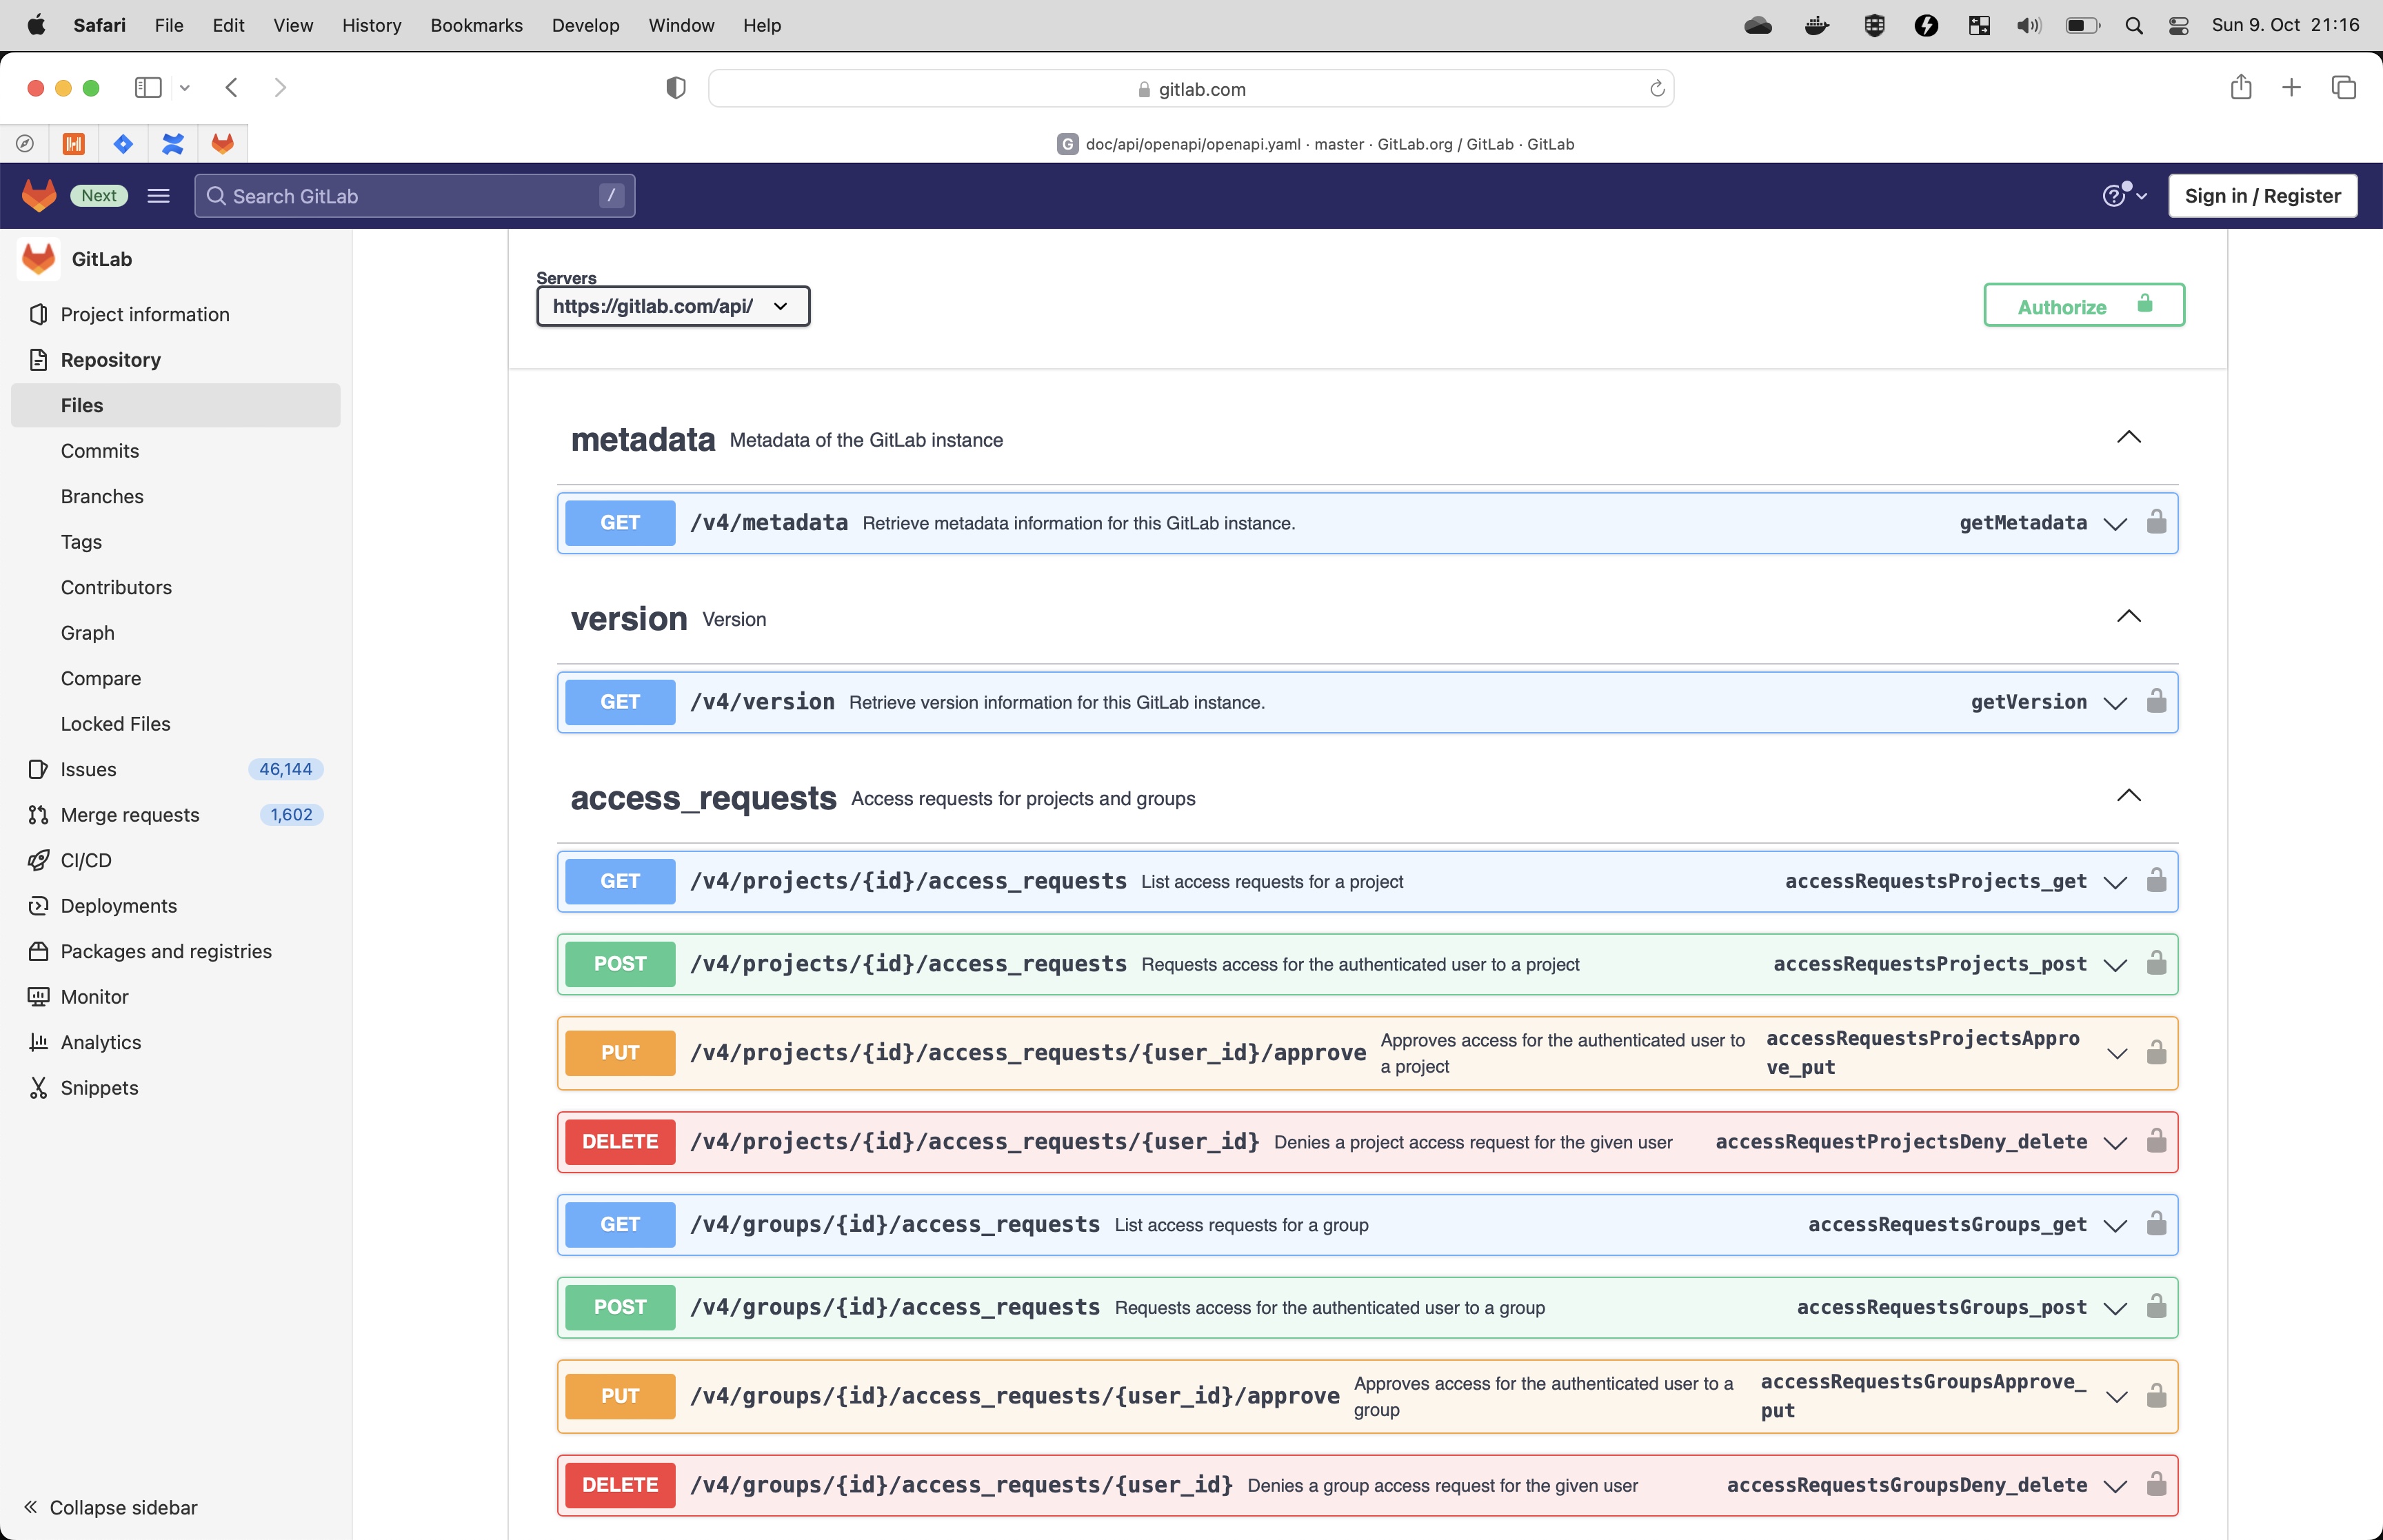 Safari File Edit View History Bookmarks Develop Window Help Sun 9. Oct 21:16
gitlab.com
G doc/api/openapi/openapi.yaml · master · GitLab.org / GitLab · GitLab
Next Search GitLab / Sign in / Register
GitLab
Project information
Repository
Files
Commits
Branches
Tags
Contributors
Graph
Compare
Locked Files
Issues 46,144
Merge requests 1,602
CI/CD
Deployments
Packages and registries
Monitor
Analytics
Snippets
Collapse sidebar
Servers
https://gitlab.com/api/
Authorize
metadata Metadata of the GitLab instance
GET /v4/metadata Retrieve metadata information for this GitLab instance. getMetadata
version Version
GET /v4/version Retrieve version information for this GitLab instance. getVersion
access_requests Access requests for projects and groups
GET /v4/projects/{id}/access_requests List access requests for a project accessRequestsProjects_get
POST /v4/projects/{id}/access_requests Requests access for the authenticated user to a project accessRequestsProjects_post
PUT /v4/projects/{id}/access_requests/{user_id}/approve Approves access for the authenticated user to accessRequestsProjectsAppro
a project ve_put
DELETE /v4/projects/{id}/access_requests/{user_id} Denies a project access request for the given user accessRequestProjectsDeny_delete
GET /v4/groups/{id}/access_requests List access requests for a group accessRequestsGroups_get
POST /v4/groups/{id}/access_requests Requests access for the authenticated user to a group accessRequestsGroups_post
PUT /v4/groups/{id}/access_requests/{user_id}/approve Approves access for the authenticated user to a accessRequestsGroupsApprove_
group put
DELETE /v4/groups/{id}/access_requests/{user_id} Denies a group access request for the given user accessRequestsGroupsDeny_delete